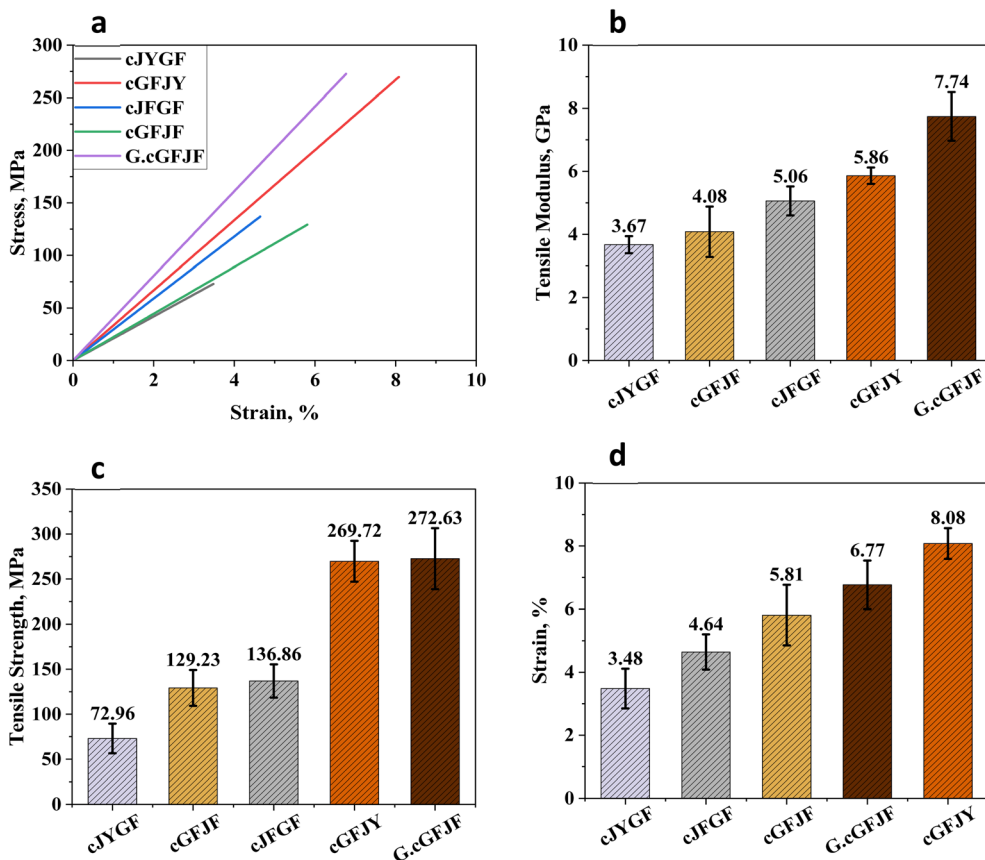 a
300
250
200
150
100
50
0
Stress, MPa
cJYGF
cGFJY
cJFGF
cGFJF
G.cGFJF
0 2 4 6 8 10
Strain, %
b
10
8
6
4
2
0
Tensile Modulus, GPa
3.67
4.08
5.06
5.86
7.74
cJYGF cGFJF cJFGF cGFJY G.cGFJF
c
350
300
250
200
150
100
50
0
Tensile Strength, MPa
72.96
129.23
136.86
269.72
272.63
cJYGF cGFJF cJFGF cGFJY G.cGFJF
d
10
8
6
4
2
0
Strain, %
3.48
4.64
5.81
6.77
8.08
cJYGF cJFGF cGFJF G.cGFJF cGFJY